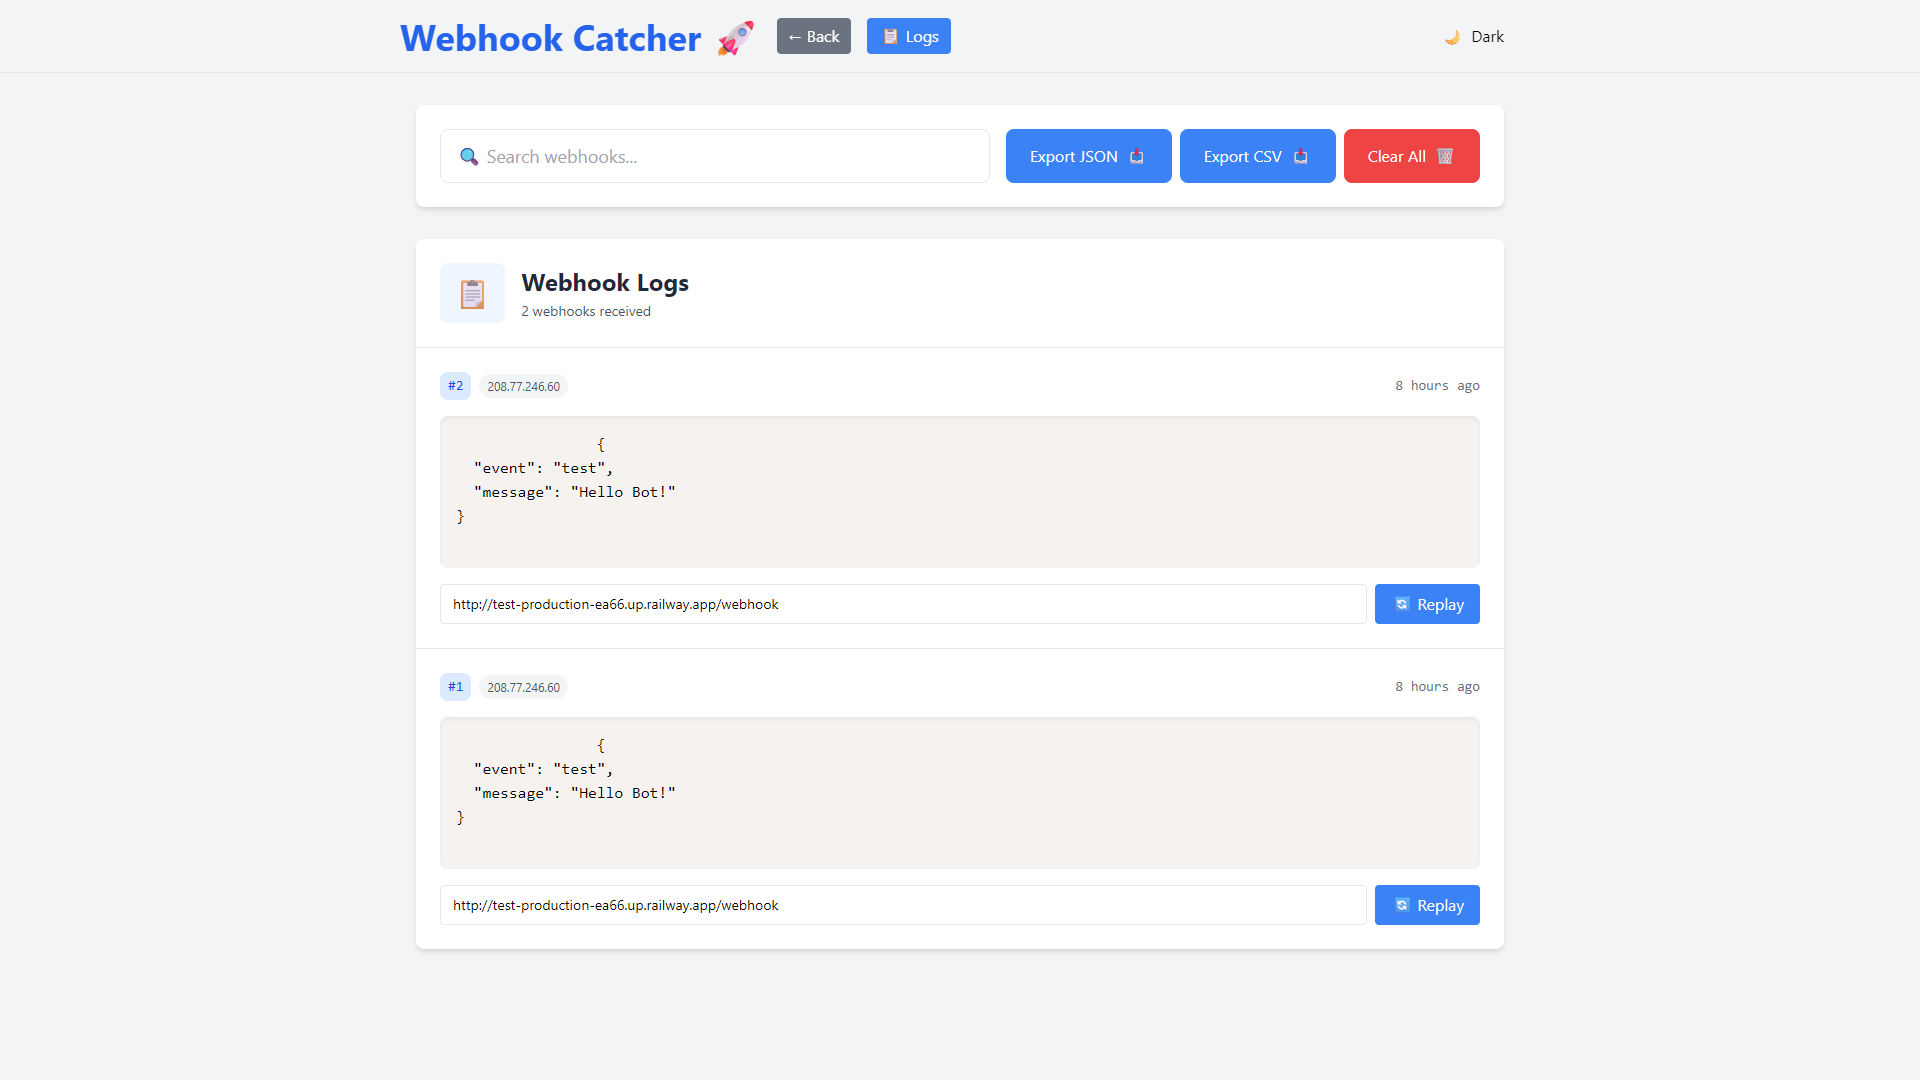 Webhook Catcher 🚀
← Back
📋 Logs
🌙 Dark
🔍 Search webhooks...
Export JSON 📥
Export CSV 📥
Clear All 🗑️
Webhook Logs
2 webhooks received
#2 208.77.246.60 8 hours ago
{
"event": "test",
"message": "Hello Bot!"
}
http://test-production-ea66.up.railway.app/webhook
🔄 Replay
#1 208.77.246.60 8 hours ago
{
"event": "test",
"message": "Hello Bot!"
}
http://test-production-ea66.up.railway.app/webhook
🔄 Replay